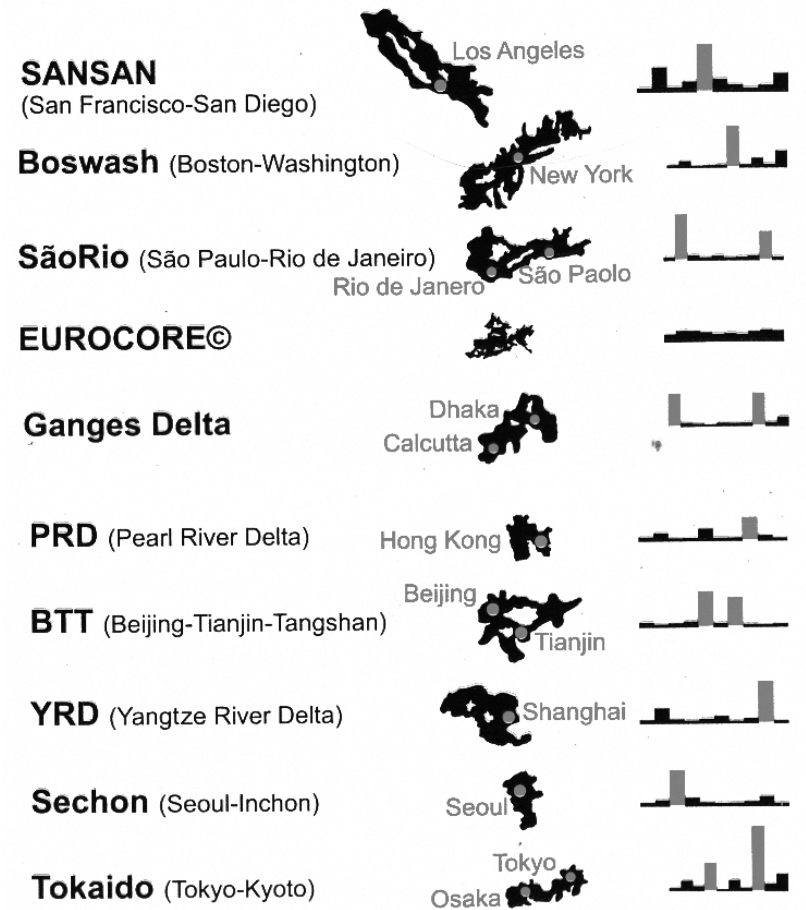 Los Angeles
SANSAN
(San Francisco-San Diego)
Boswash (Boston-Washington)
New York
SãoRio (São Paulo-Rio de Janeiro)
São Paolo
Rio de Janero
EUROCORE©
Dhaka
Ganges Delta
Calcutta
PRD (Pearl River Delta)
Hong Kong
Beijing
BTT (Beijing-Tianjin-Tangshan)
Tianjin
YRD (Yangtze River Delta)
Shanghai
Sechon (Seoul-Inchon)
Seoul
Tokyo
Tokaido (Tokyo-Kyoto)
Osaka